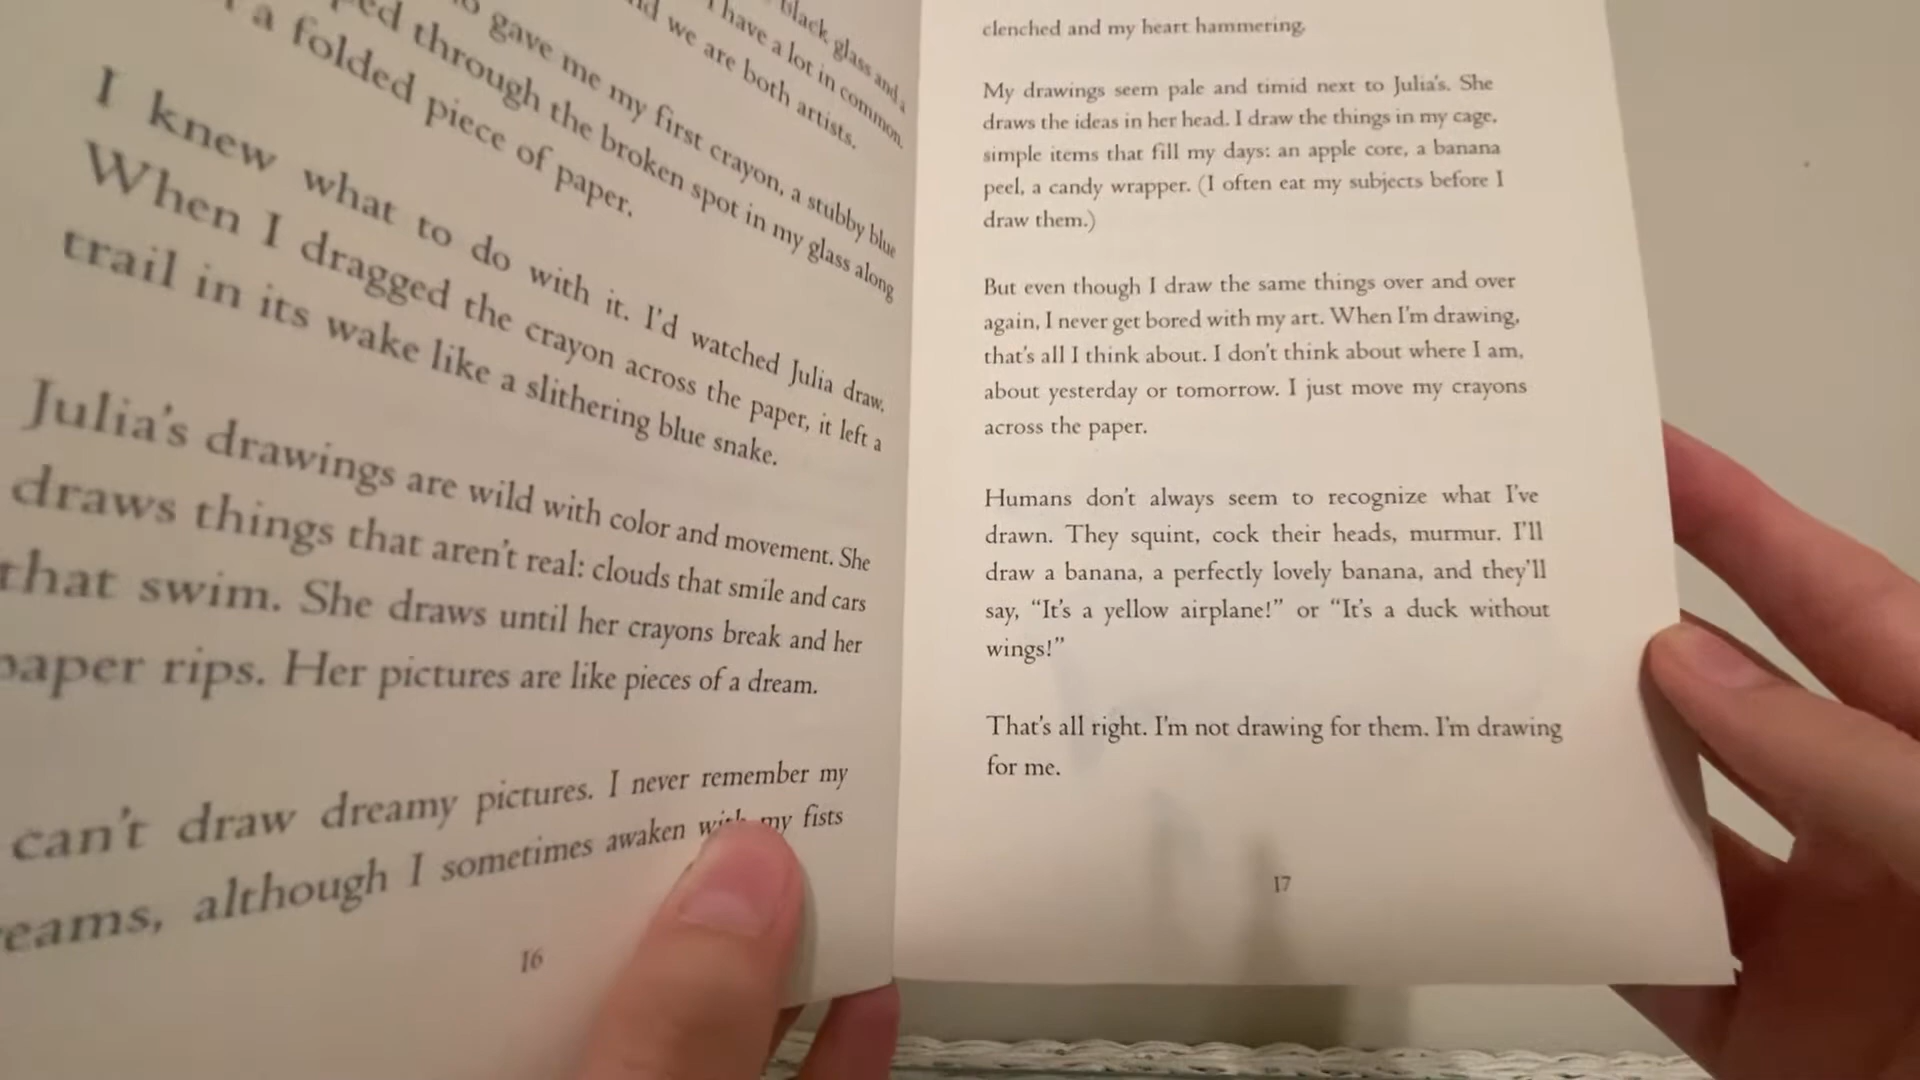 black glass and a
I have a lot in common.
we are both artists.
gave me my first crayon, a stubby blue
through the broken spot in my glass along
a folded piece of paper.
I knew what to do with it. I'd watched Julia draw.
When I dragged the crayon across the paper, it left a
trail in its wake like a slithering blue snake.
Julia's drawings are wild with color and movement. She
draws things that aren't real: clouds that smile and cars
that swim. She draws until her crayons break and her
paper rips. Her pictures are like pieces of a dream.
can't draw dreamy pictures. I never remember my
although I sometimes awaken with my fists
16
clenched and my heart hammering.
My drawings seem pale and timid next to Julia's. She
draws the ideas in her head. I draw the things in my cage,
simple items that fill my days: an apple core, a banana
peel, a candy wrapper. (I often eat my subjects before I
draw them.)
But even though I draw the same things over and over
again, I never get bored with my art. When I'm drawing,
that's all I think about. I don't think about where I am,
about yesterday or tomorrow. I just move my crayons
across the paper.
Humans don't always seem to recognize what I've
drawn. They squint, cock their heads, murmur. I'll
draw a banana, a perfectly lovely banana, and they'll
say, “It's a yellow airplane!” or “It's a duck without
wings!”
That's all right. I'm not drawing for them. I'm drawing
for me.
17